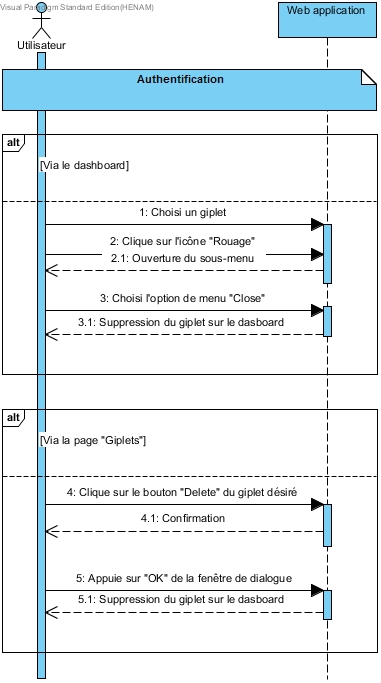 Visual Paradigm Standard Edition(HENAM)
Web application
Utilisateur
Authentification
alt
[Via le dashboard]
1: Choisi un giplet
2: Clique sur l'icône "Rouage"
2.1: Ouverture du sous-menu
3: Choisi l'option de menu "Close"
3.1: Suppression du giplet sur le dasboard
alt
[Via la page "Giplets"]
4: Clique sur le bouton "Delete" du giplet désiré
4.1: Confirmation
5: Appuie sur "OK" de la fenêtre de dialogue
5.1: Suppression du giplet sur le dasboard